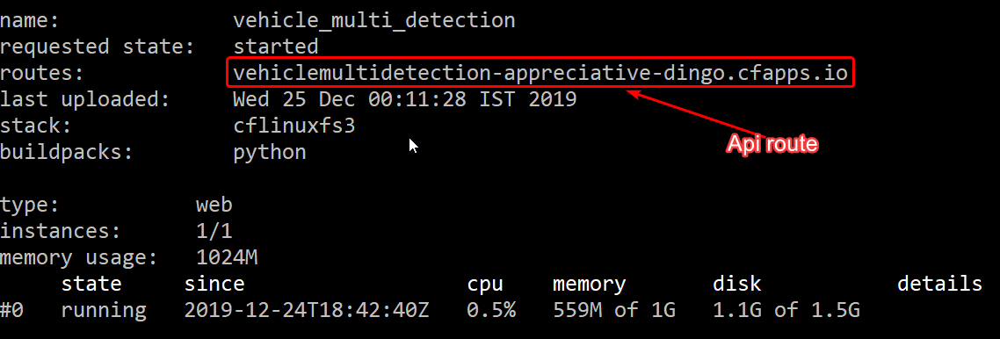 name: vehicle_multi_detection
requested state: started
routes: vehiclemultidetection-appreciative-dingo.cfapps.io
last uploaded: Wed 25 Dec 00:11:28 IST 2019
stack: cflinuxfs3
buildpacks: python
Api route
type: web
instances: 1/1
memory usage: 1024M
state since cpu memory disk details
#0 running 2019-12-24T18:42:40Z 0.5% 559M of 1G 1.1G of 1.5G